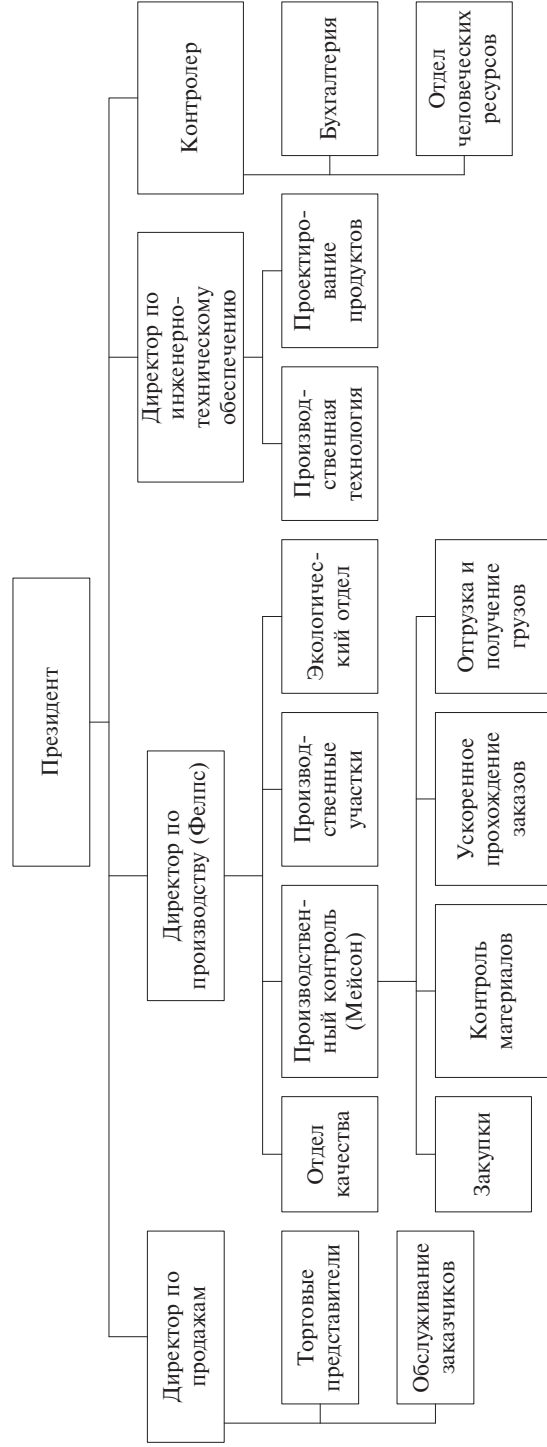 Президент
Директор по
продажам
Директор по
производству (Фелпс)
Директор по
инженерно-
техническому
обеспечению
Контролер
Торговые
представители
Обслуживание
заказчиков
Отдел
качества
Производствен-
ный контроль
(Мейсон)
Производ-
ственные
участки
Экологичес-
кий отдел
Производ-
ственная
технология
Проектиро-
вание
продуктов
Бухгалтерия
Отдел
человеческих
ресурсов
Закупки
Контроль
материалов
Ускоренное
прохождение
заказов
Отгрузка и
получение
грузов